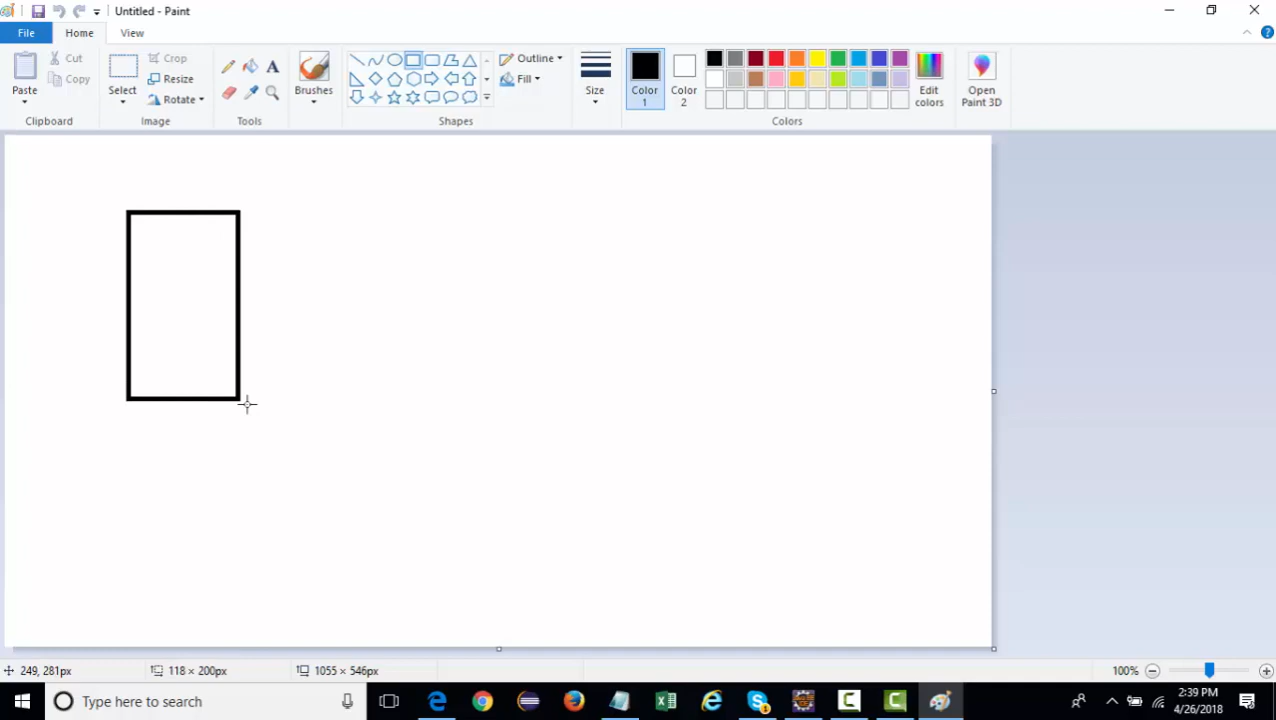 Untitled - Paint
File Home View
Paste
Cut
Copy
Clipboard
Select
Crop
Resize
Rotate
Image
A
Tools
Brushes
Outline
Fill
Shapes
Size
Color 1
Color 2
Edit colors
Colors
Open Paint 3D
249, 281px 118 × 200px 1055 × 546px 100%
Type here to search
2:39 PM
4/26/2018